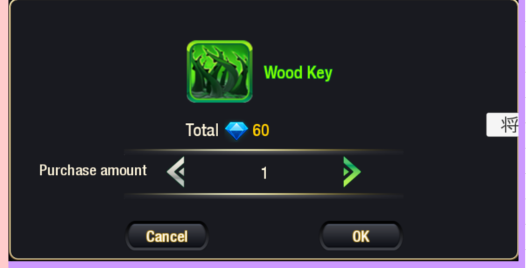 Wood Key
Total 60
Purchase amount 1
将
Cancel OK